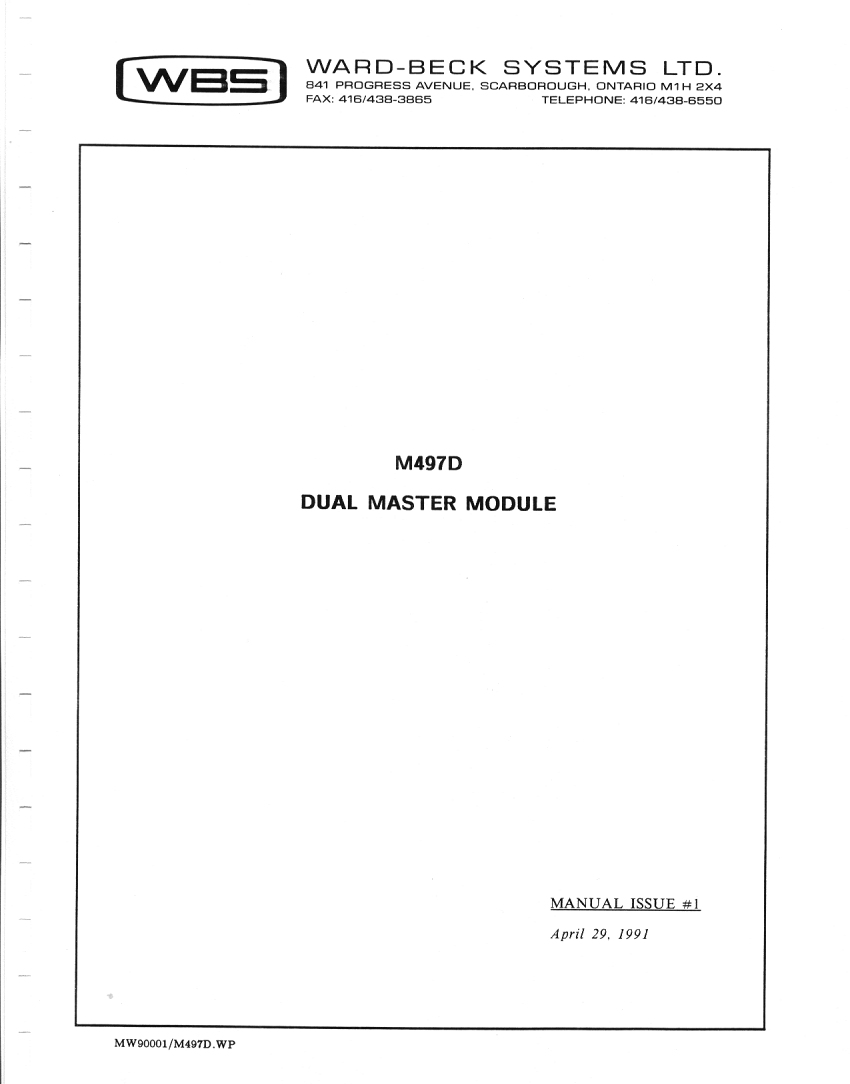 WBS
WARD-BECK SYSTEMS LTD.
841 PROGRESS AVENUE, SCARBOROUGH, ONTARIO M1H 2X4
FAX: 416/438-3865 TELEPHONE: 416/438-6550
M497D
DUAL MASTER MODULE
MANUAL ISSUE #1
April 29, 1991
MW90001/M497D.WP